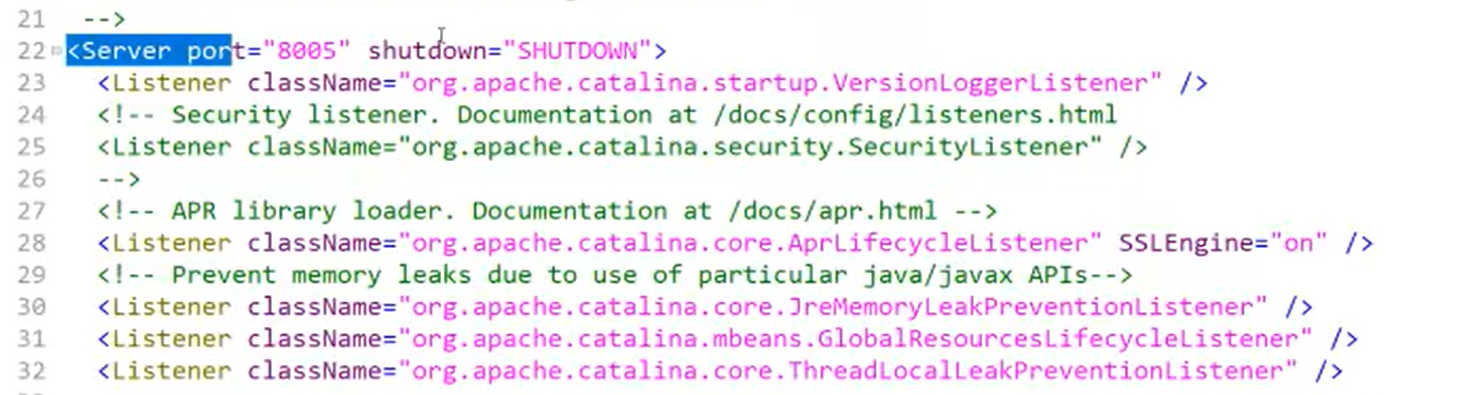 21 -->
22 <Server port="8005" shutdown="SHUTDOWN">
23 <Listener className="org.apache.catalina.startup.VersionLoggerListener" />
24 <!-- Security listener. Documentation at /docs/config/listeners.html
25 <Listener className="org.apache.catalina.security.SecurityListener" />
26 -->
27 <!-- APR library loader. Documentation at /docs/apr.html -->
28 <Listener className="org.apache.catalina.core.AprLifecycleListener" SSLEngine="on" />
29 <!-- Prevent memory leaks due to use of particular java/javax APIs-->
30 <Listener className="org.apache.catalina.core.JreMemoryLeakPreventionListener" />
31 <Listener className="org.apache.catalina.mbeans.GlobalResourcesLifecycleListener" />
32 <Listener className="org.apache.catalina.core.ThreadLocalLeakPreventionListener" />